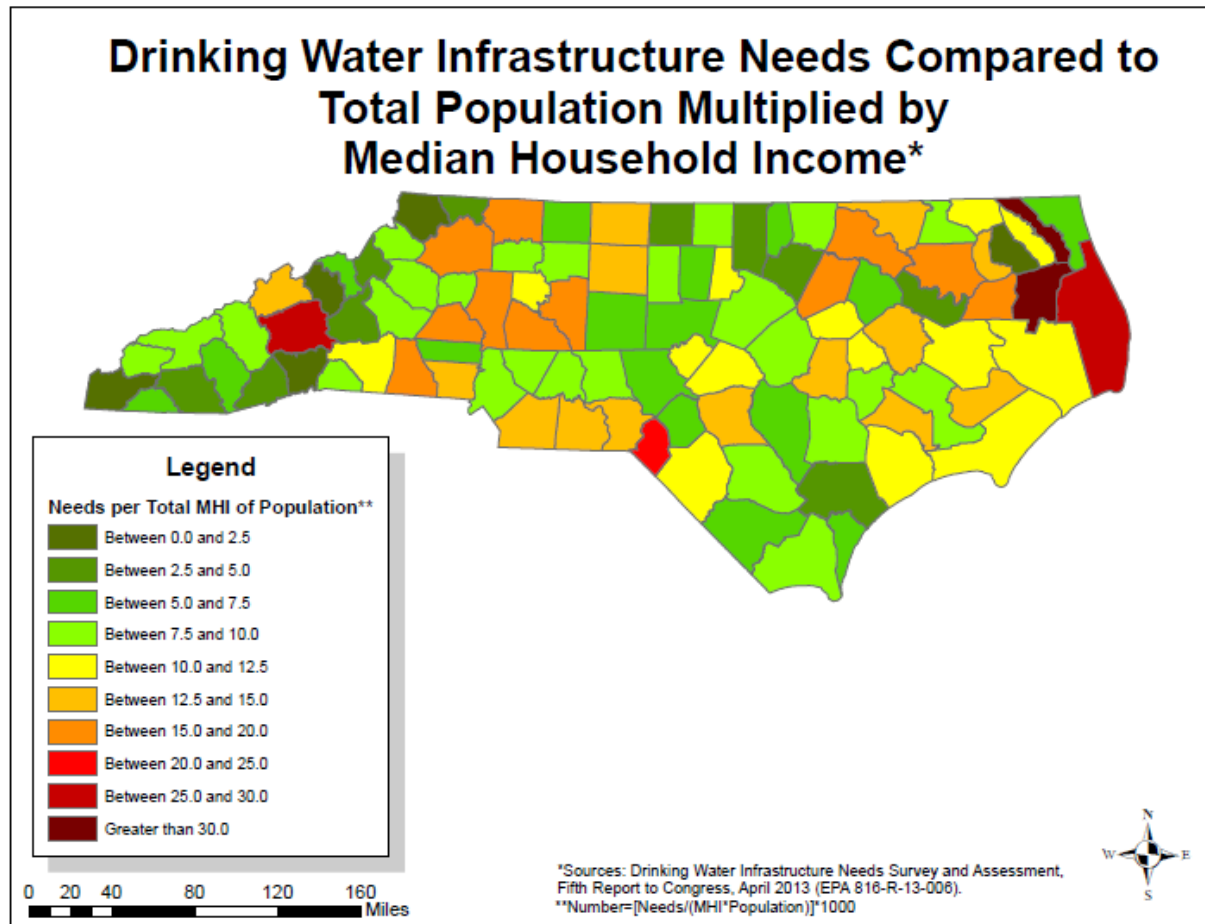 Drinking Water Infrastructure Needs Compared to
Total Population Multiplied by
Median Household Income*
Legend
Needs per Total MHI of Population**
Between 0.0 and 2.5
Between 2.5 and 5.0
Between 5.0 and 7.5
Between 7.5 and 10.0
Between 10.0 and 12.5
Between 12.5 and 15.0
Between 15.0 and 20.0
Between 20.0 and 25.0
Between 25.0 and 30.0
Greater than 30.0
0 20 40 80 120 160
Miles
*Sources: Drinking Water Infrastructure Needs Survey and Assessment,
Fifth Report to Congress, April 2013 (EPA 816-R-13-006).
**Number=[Needs/(MHI*Population)]*1000
N
W E
S